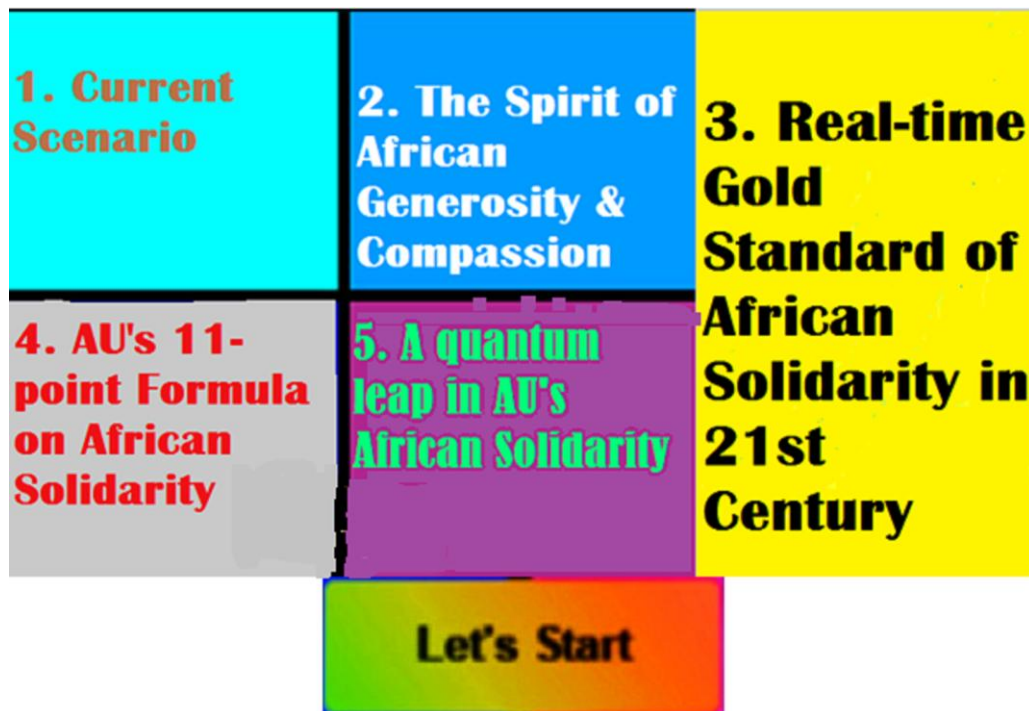 1. Current
Scenario
2. The Spirit of
African
Generosity &
Compassion
3. Real-time
Gold
Standard of
African
Solidarity in
21st
Century
4. AU's 11-
point Formula
on African
Solidarity
5. A quantum
leap in AU's
African Solidarity
Let's Start